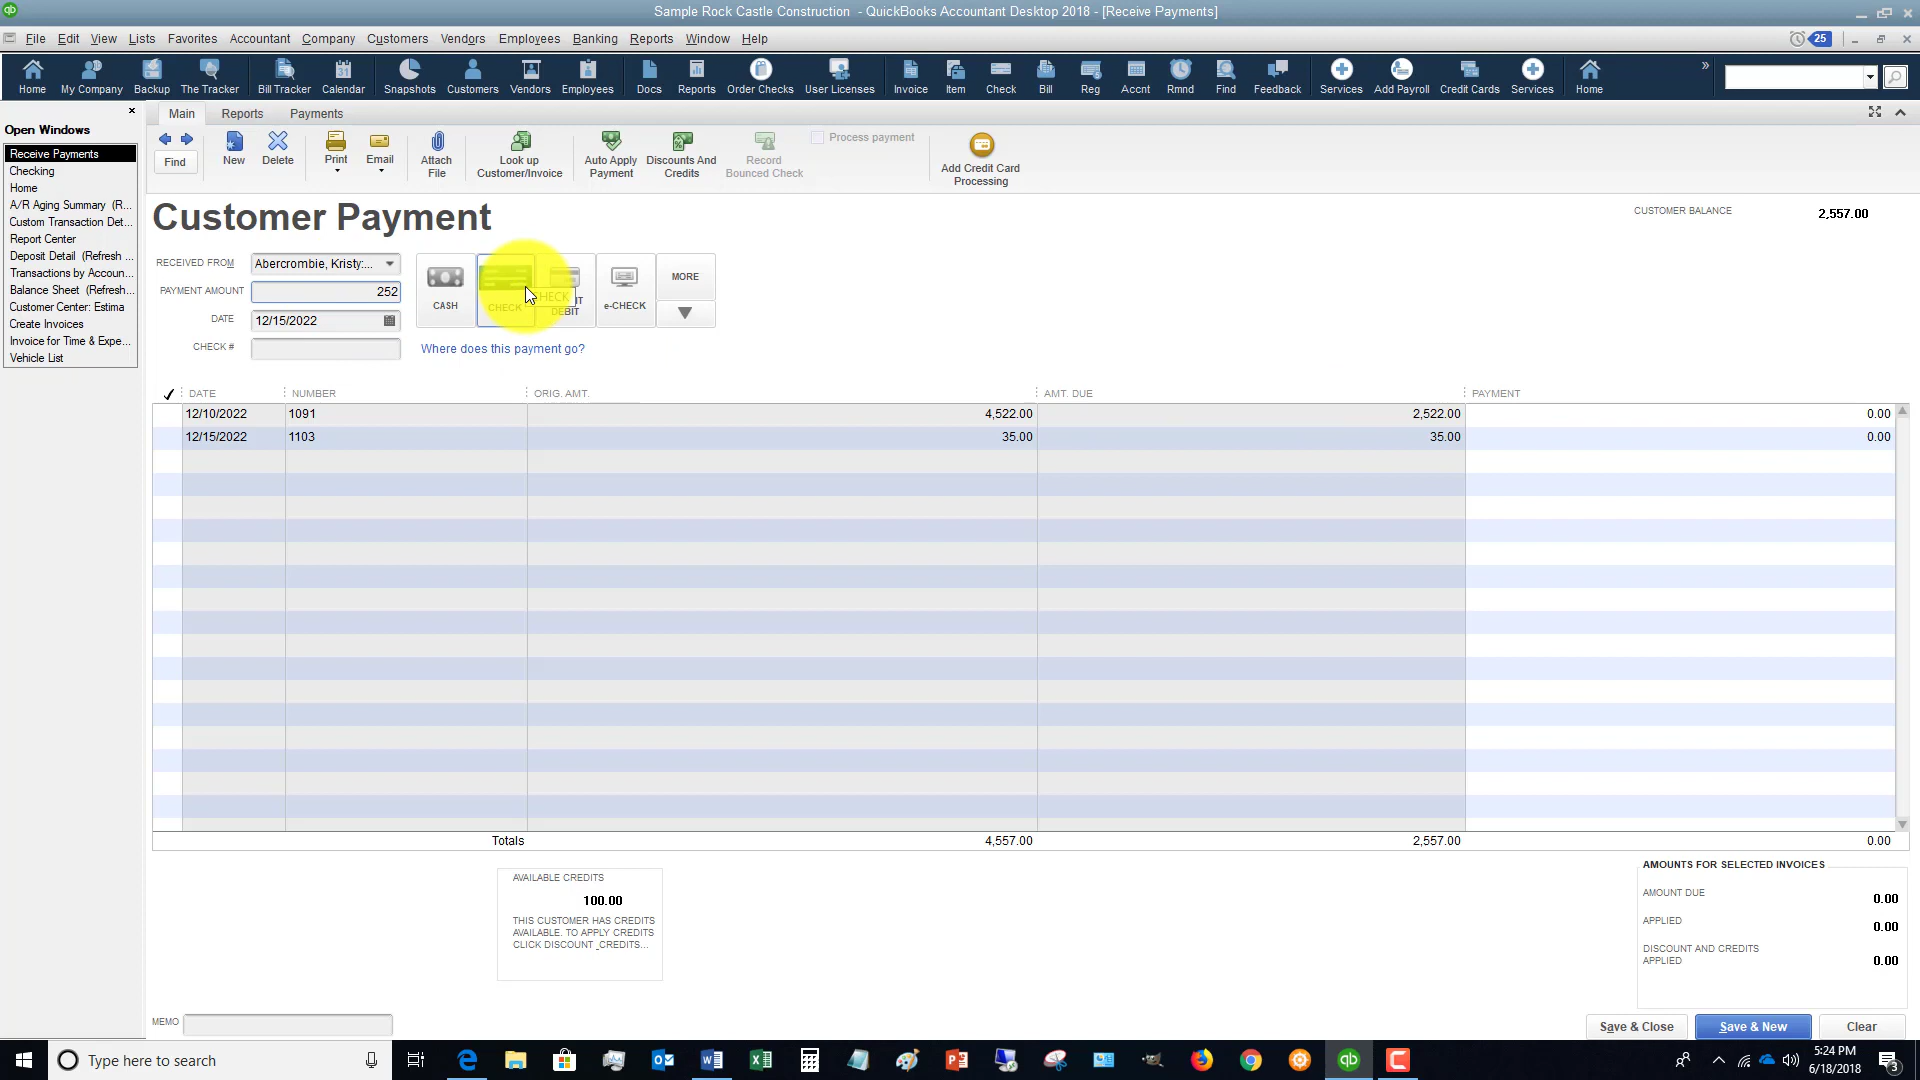 Sample Rock Castle Construction - QuickBooks Accountant Desktop 2018 - [Receive Payments]
File Edit View Lists Favorites Accountant Company Customers Vendors Employees Banking Reports Window Help
25
Home My Company Backup The Tracker Bill Tracker Calendar Snapshots Customers Vendors Employees Docs Reports Order Checks User Licenses Invoice Item Check Bill Reg Accnt Rmnd Find Feedback Services Add Payroll Credit Cards Services Home
Main Reports Payments
Open Windows
Receive Payments
Checking
Home
A/R Aging Summary (R...
Custom Transaction Det...
Report Center
Deposit Detail (Refresh ...
Transactions by Accoun...
Balance Sheet (Refresh...
Customer Center: Estima
Create Invoices
Invoice for Time & Expe...
Vehicle List
Find New Delete Print Email Attach File Look up Customer/Invoice Auto Apply Payment Discounts And Credits Record Bounced Check Process payment Add Credit Card Processing
Customer Payment
CUSTOMER BALANCE 2,557.00
RECEIVED FROM Abercrombie, Kristy:...
PAYMENT AMOUNT 252
DATE 12/15/2022
CHECK #
CASH CHECK DEBIT e-CHECK MORE
CHECK
Where does this payment go?
DATE NUMBER ORIG. AMT. AMT. DUE PAYMENT
12/10/2022 1091 4,522.00 2,522.00 0.00
12/15/2022 1103 35.00 35.00 0.00
Totals 4,557.00 2,557.00 0.00
AVAILABLE CREDITS
100.00
THIS CUSTOMER HAS CREDITS
AVAILABLE. TO APPLY CREDITS
CLICK DISCOUNT _CREDITS...
AMOUNTS FOR SELECTED INVOICES
AMOUNT DUE 0.00
APPLIED 0.00
DISCOUNT AND CREDITS
APPLIED 0.00
MEMO
Save & Close Save & New Clear
Type here to search
5:24 PM
6/18/2018
3